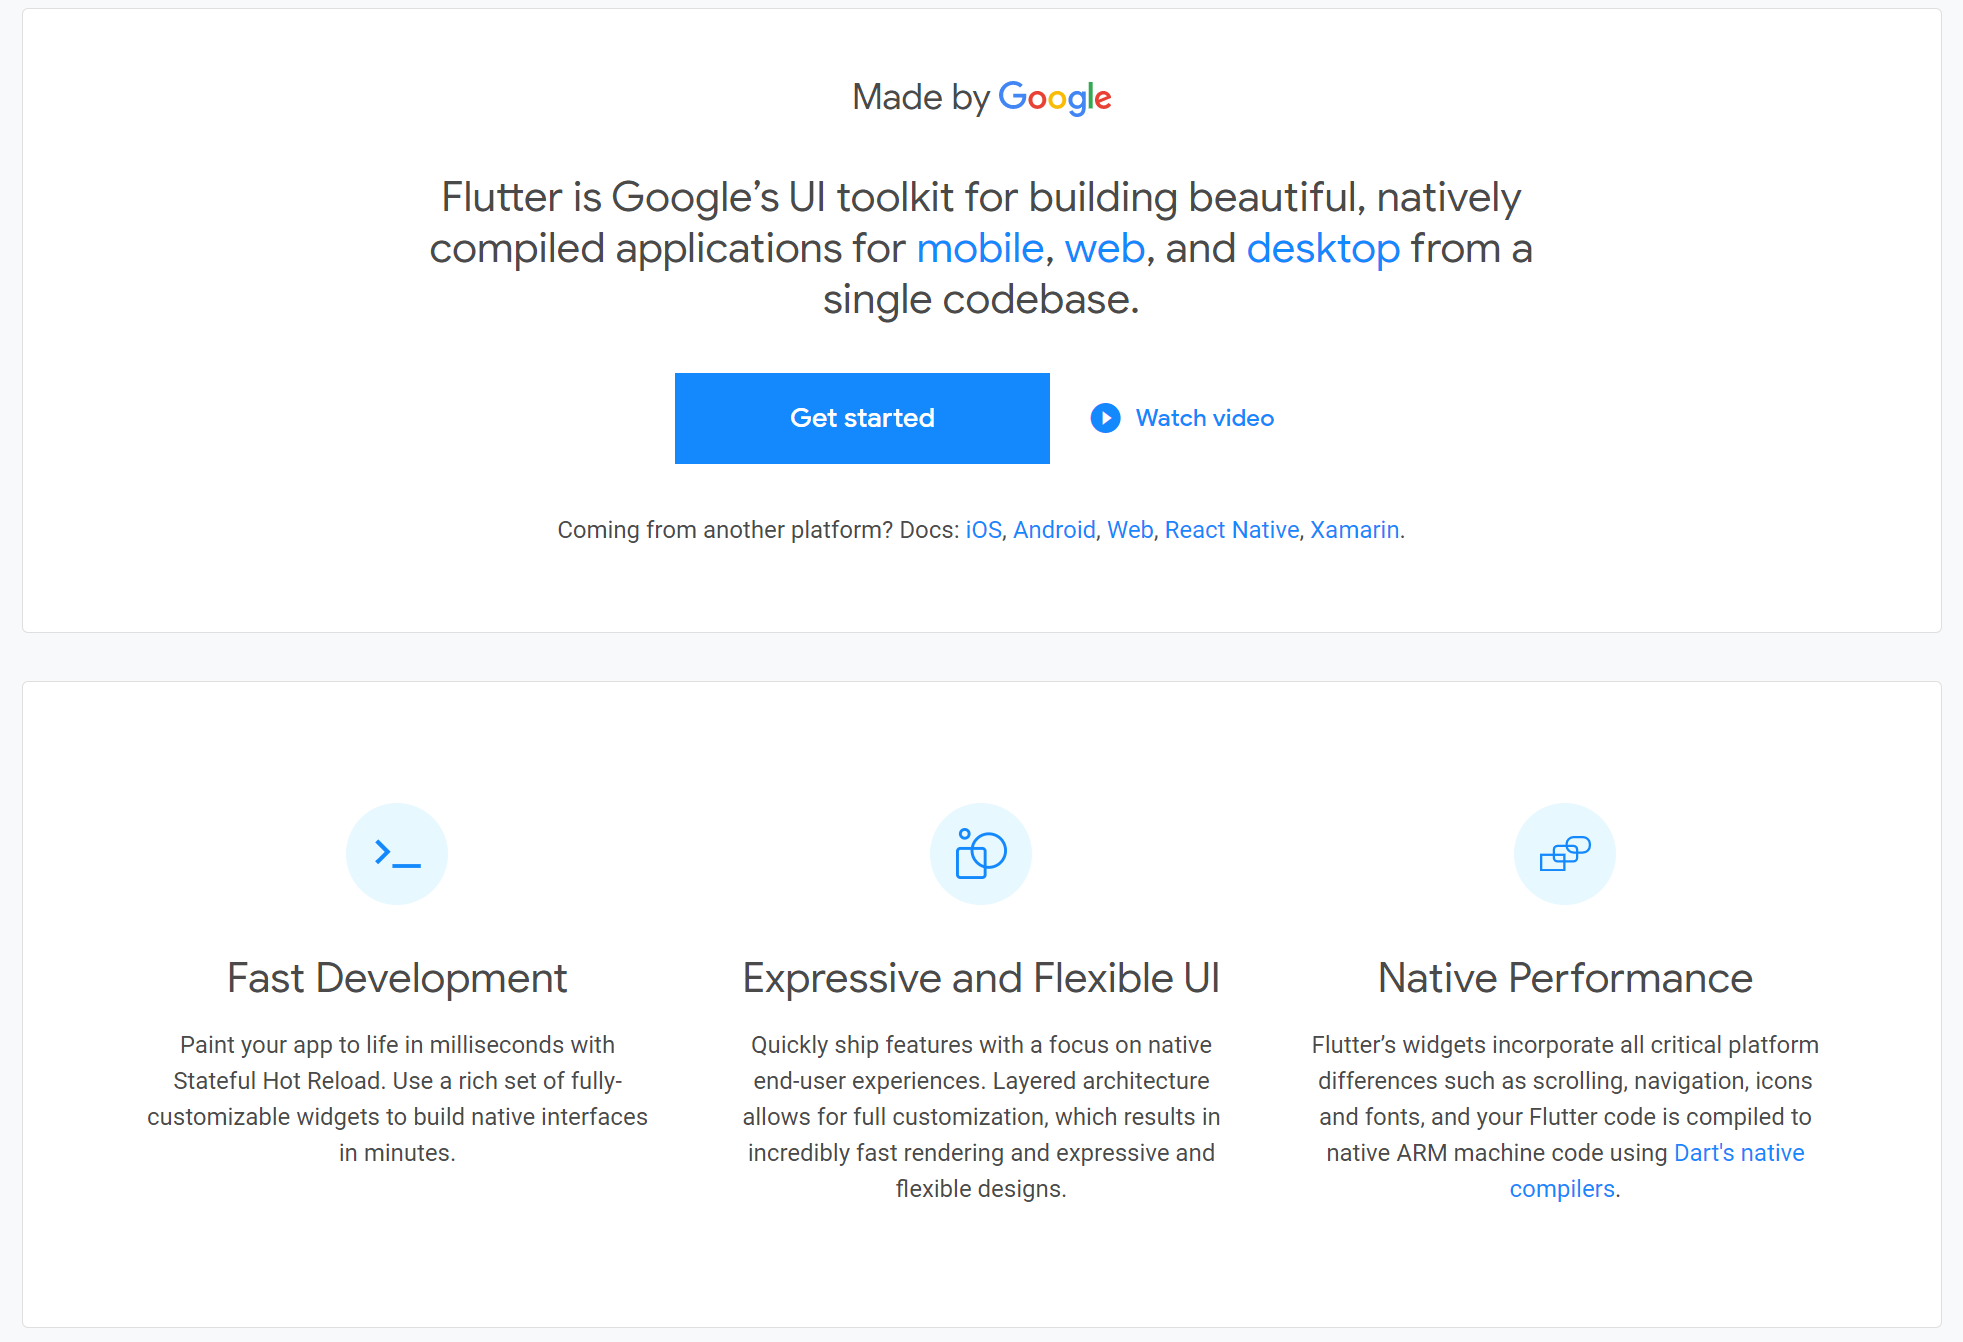 Made by Google
Flutter is Google’s UI toolkit for building beautiful, natively
compiled applications for mobile, web, and desktop from a
single codebase.
Get started
Watch video
Coming from another platform? Docs: iOS, Android, Web, React Native, Xamarin.
Fast Development
Paint your app to life in milliseconds with
Stateful Hot Reload. Use a rich set of fully-
customizable widgets to build native interfaces
in minutes.
Expressive and Flexible UI
Quickly ship features with a focus on native
end-user experiences. Layered architecture
allows for full customization, which results in
incredibly fast rendering and expressive and
flexible designs.
Native Performance
Flutter’s widgets incorporate all critical platform
differences such as scrolling, navigation, icons
and fonts, and your Flutter code is compiled to
native ARM machine code using Dart's native
compilers.